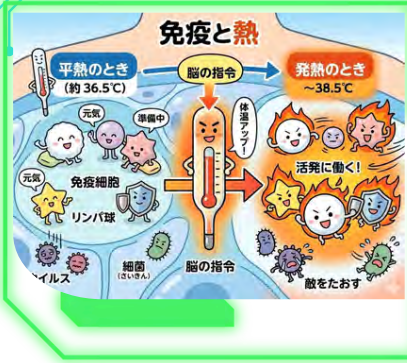 免疫と熱
平熱のとき
(約36.5℃)
脳の指令
発熱のとき
～38.5℃
元気
準備中
体温アップ！
元気
免疫細胞
リンパ球
活発に働く！
イルス
細菌
(さいきん)
脳の指令
敵をたおす